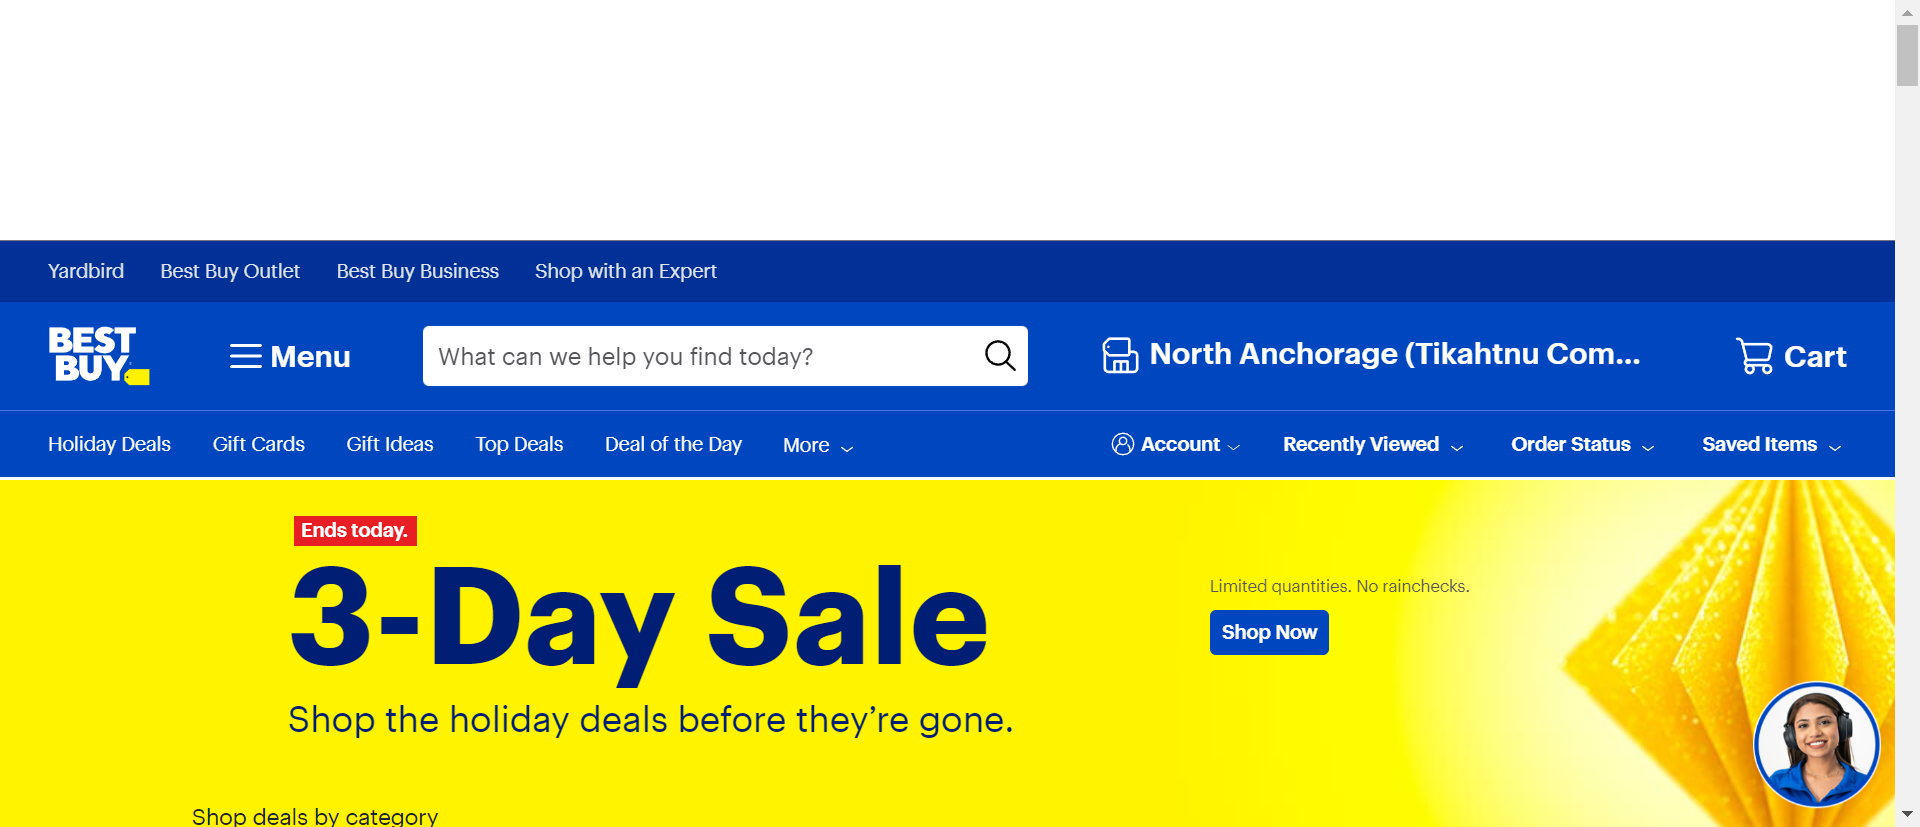 Yardbird Best Buy Outlet Best Buy Business Shop with an Expert
BEST
BUY
Menu
What can we help you find today?
North Anchorage (Tikahtnu Com...
Cart
Holiday Deals Gift Cards Gift Ideas Top Deals Deal of the Day More Account Recently Viewed Order Status Saved Items
Ends today.
3-Day Sale
Shop the holiday deals before they’re gone.
Limited quantities. No rainchecks.
Shop Now
Shop deals by category